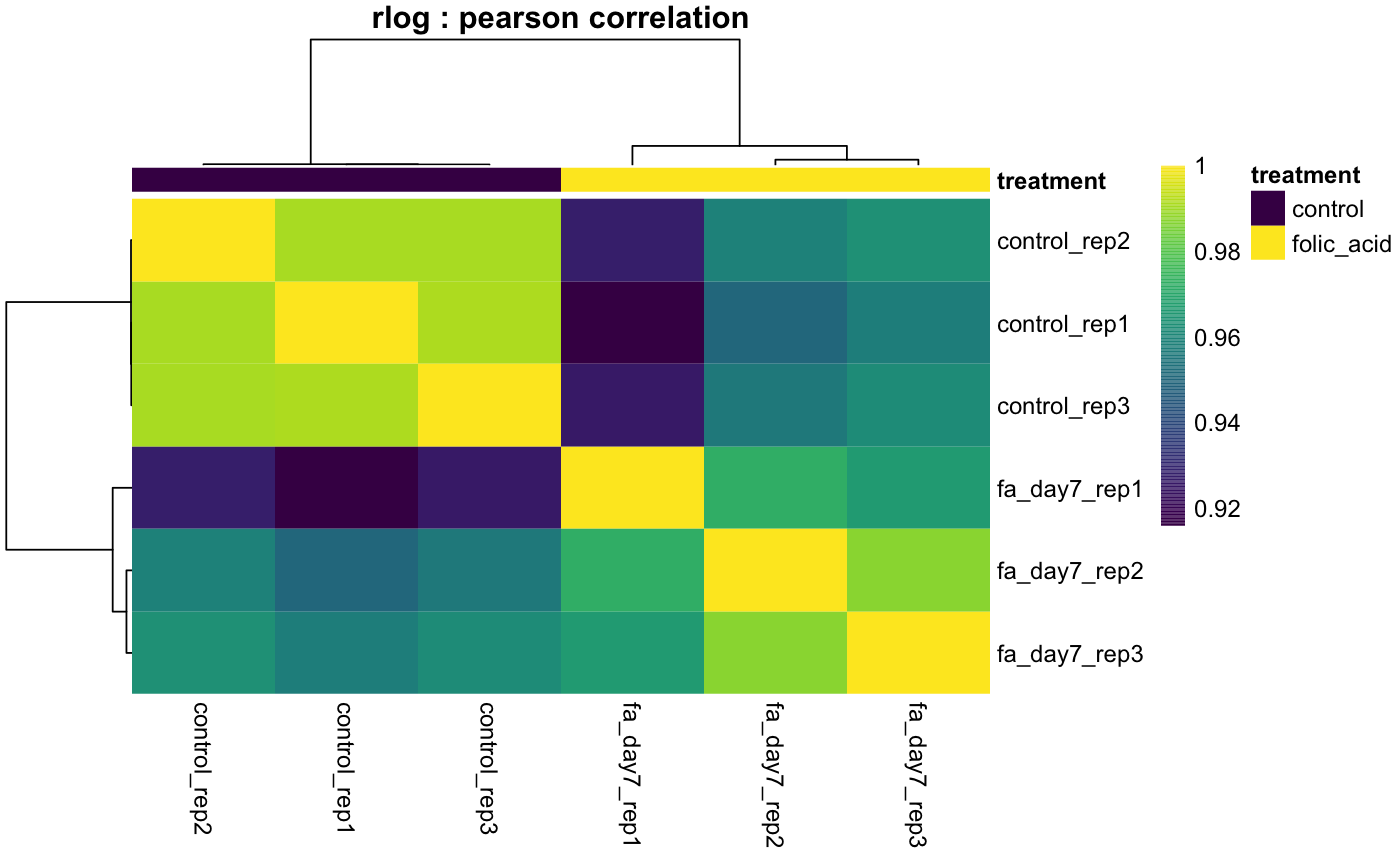 rlog : pearson correlation
treatment
control_rep2
control_rep1
control_rep3
fa_day7_rep1
fa_day7_rep2
fa_day7_rep3
control_rep2
control_rep1
control_rep3
fa_day7_rep1
fa_day7_rep2
fa_day7_rep3
1
0.98
0.96
0.94
0.92
treatment
control
folic_acid